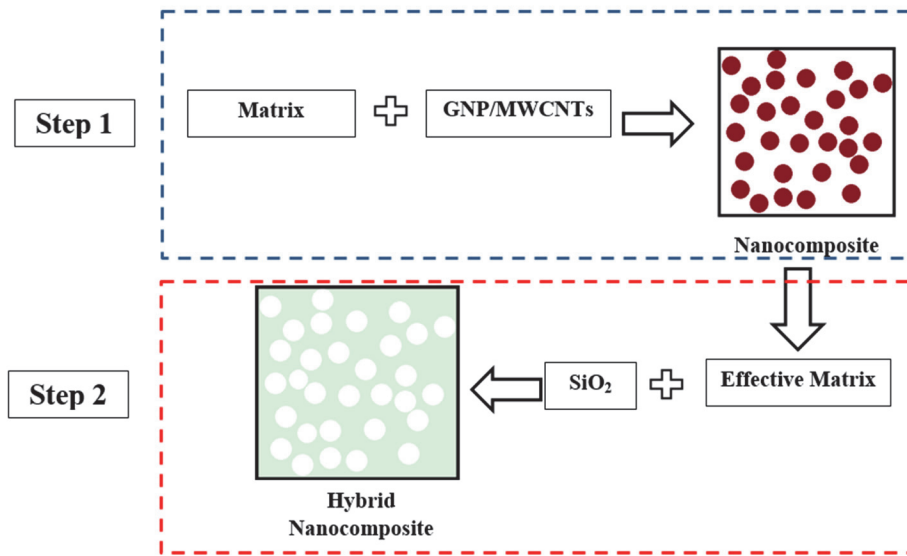 Step 1
Matrix
GNP/MWCNTs
Nanocomposite
Step 2
SiO₂
Effective Matrix
Hybrid
Nanocomposite